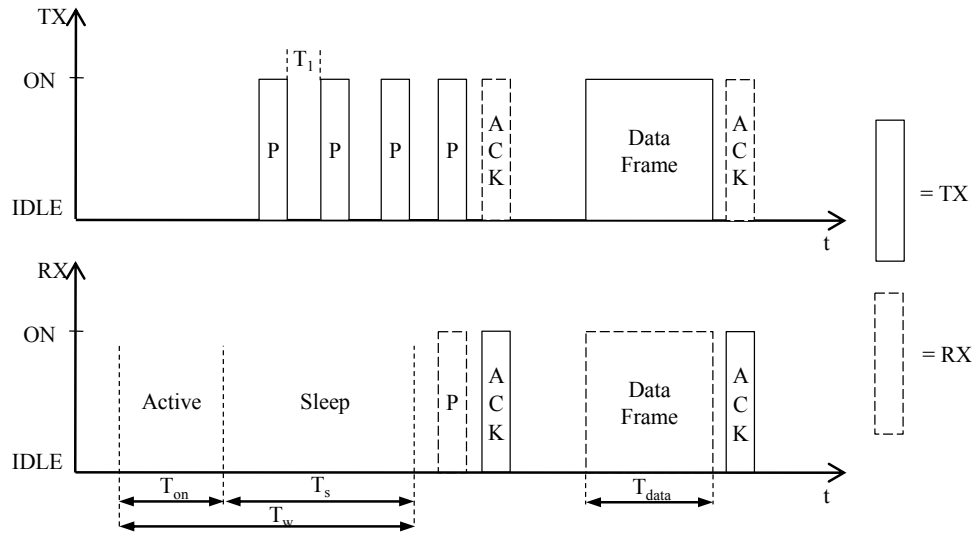 TX
T1
ON
P P P P A C K Data Frame A C K
IDLE
t
= TX
RX
ON
Active Sleep P A C K Data Frame A C K
IDLE
t
Ton Ts Tdata
Tw
= RX